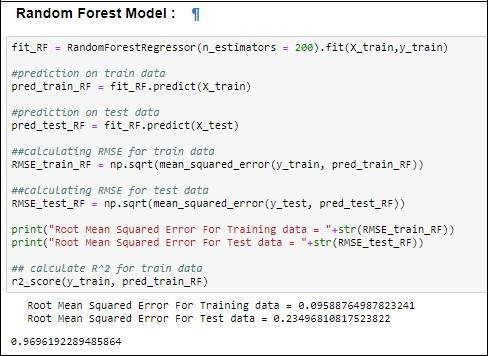 Random Forest Model : ¶
fit_RF = RandomForestRegressor(n_estimators = 200).fit(X_train,y_train)
#prediction on train data
pred_train_RF = fit_RF.predict(X_train)
#prediction on test data
pred_test_RF = fit_RF.predict(X_test)
##calculating RMSE for train data
RMSE_train_RF = np.sqrt(mean_squared_error(y_train, pred_train_RF))
##calculating RMSE for test data
RMSE_test_RF = np.sqrt(mean_squared_error(y_test, pred_test_RF))
print("Root Mean Squared Error For Training data = "+str(RMSE_train_RF))
print("Root Mean Squared Error For Test data = "+str(RMSE_test_RF))
## calculate R^2 for train data
r2_score(y_train, pred_train_RF)
Root Mean Squared Error For Training data = 0.09588764987823241
Root Mean Squared Error For Test data = 0.23496810817523822
0.9696192289485864